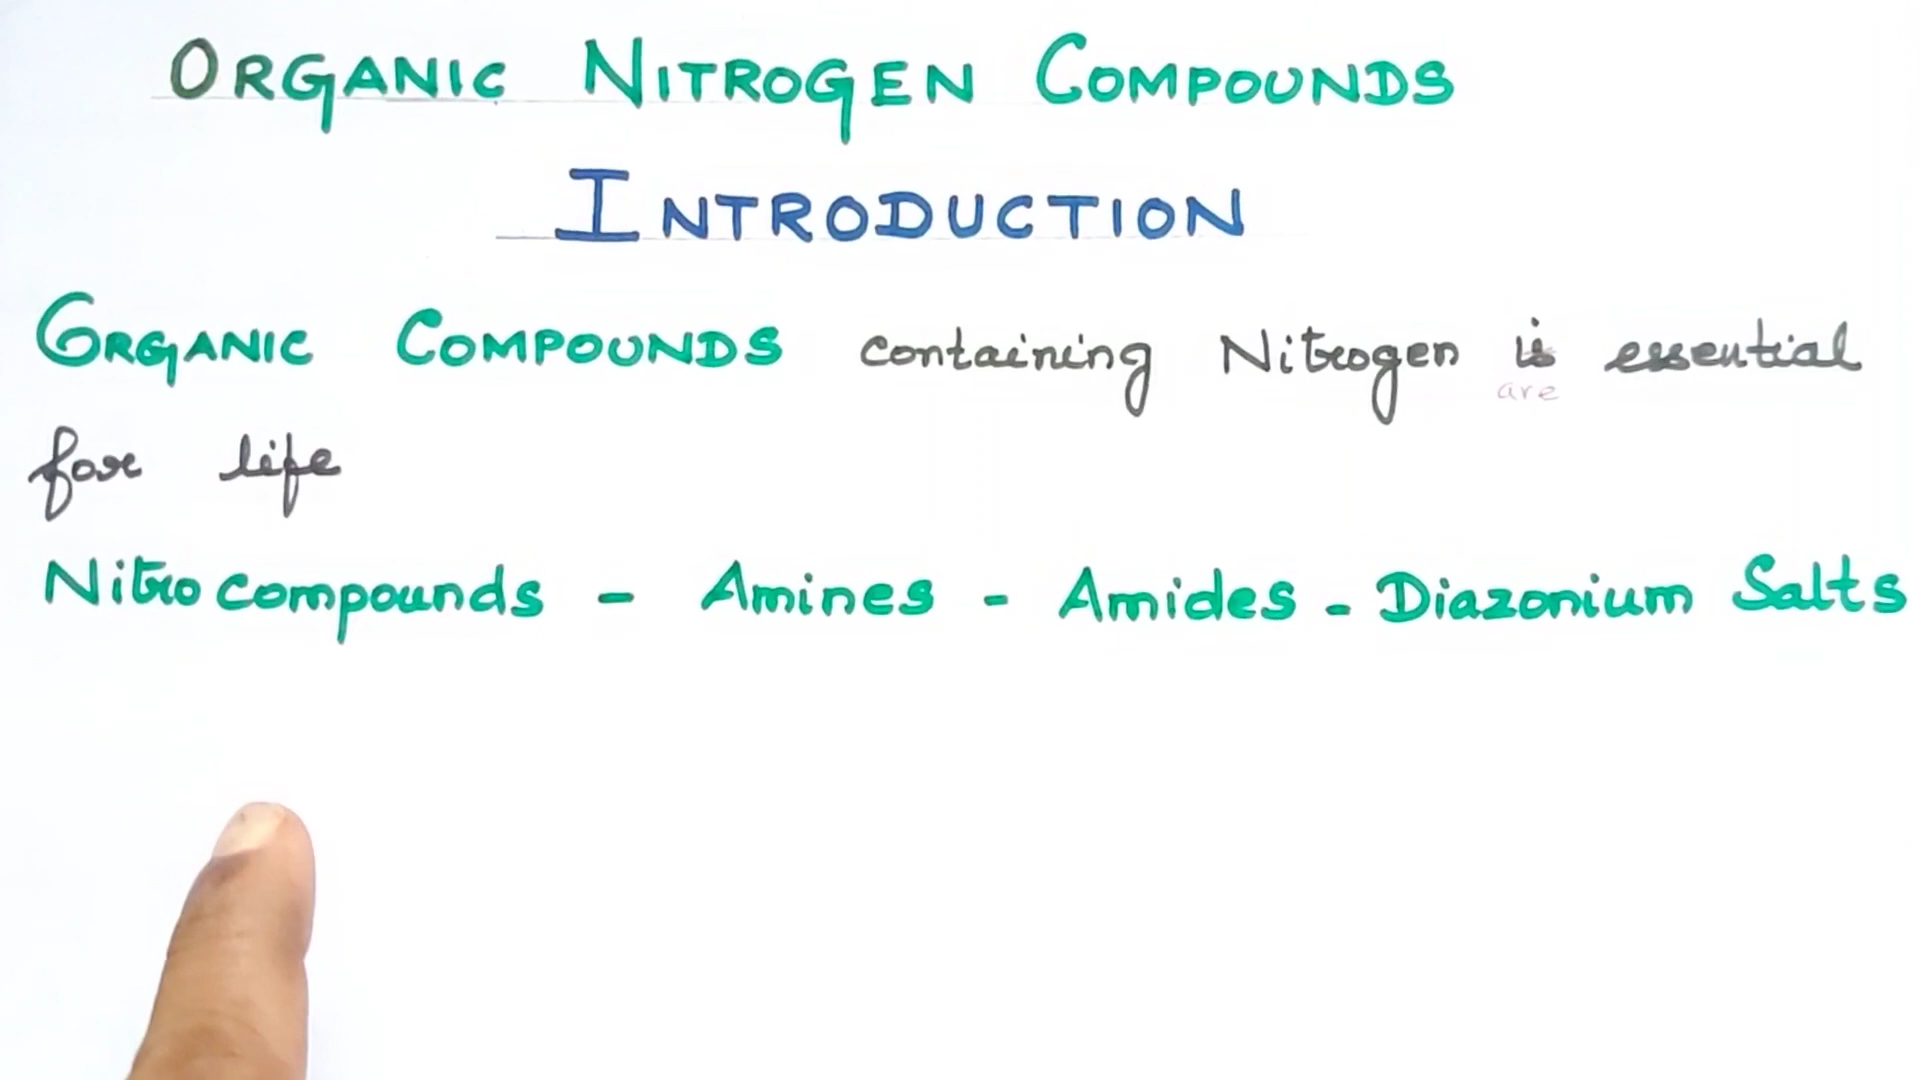 ORGANIC NITROGEN COMPOUNDS
INTRODUCTION
ORGANIC COMPOUNDS containing Nitrogen is essential
are
for life
Nitro compounds - Amines - Amides - Diazonium Salts